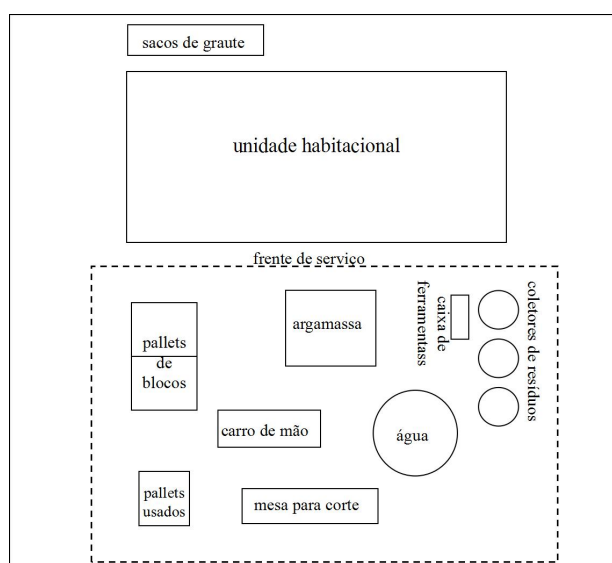 sacos de graute
unidade habitacional
frente de serviço
pallets
de
blocos
argamassa
caixa de
ferramentass
coletores de resíduos
carro de mão
água
pallets
usados
mesa para corte